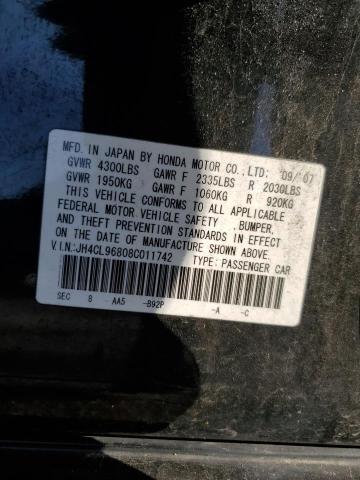 MFD. IN JAPAN BY HONDA MOTOR CO., LTD. 09/07
GVWR 4300LBS GAWR F 2335LBS R 2030LBS
GVWR 1950KG GAWR F 1060KG R 920KG
THIS VEHICLE CONFORMS TO ALL APPLICABLE
FEDERAL MOTOR VEHICLE SAFETY , BUMPER,
AND THEFT PREVENTION STANDARDS IN EFFECT
ON THE DATE OF MANUFACTURE SHOWN ABOVE.
V.I.N.:JH4CL96808C011742 TYPE: PASSENGER CAR
SEC 8 -AA5 -B92P -A -C